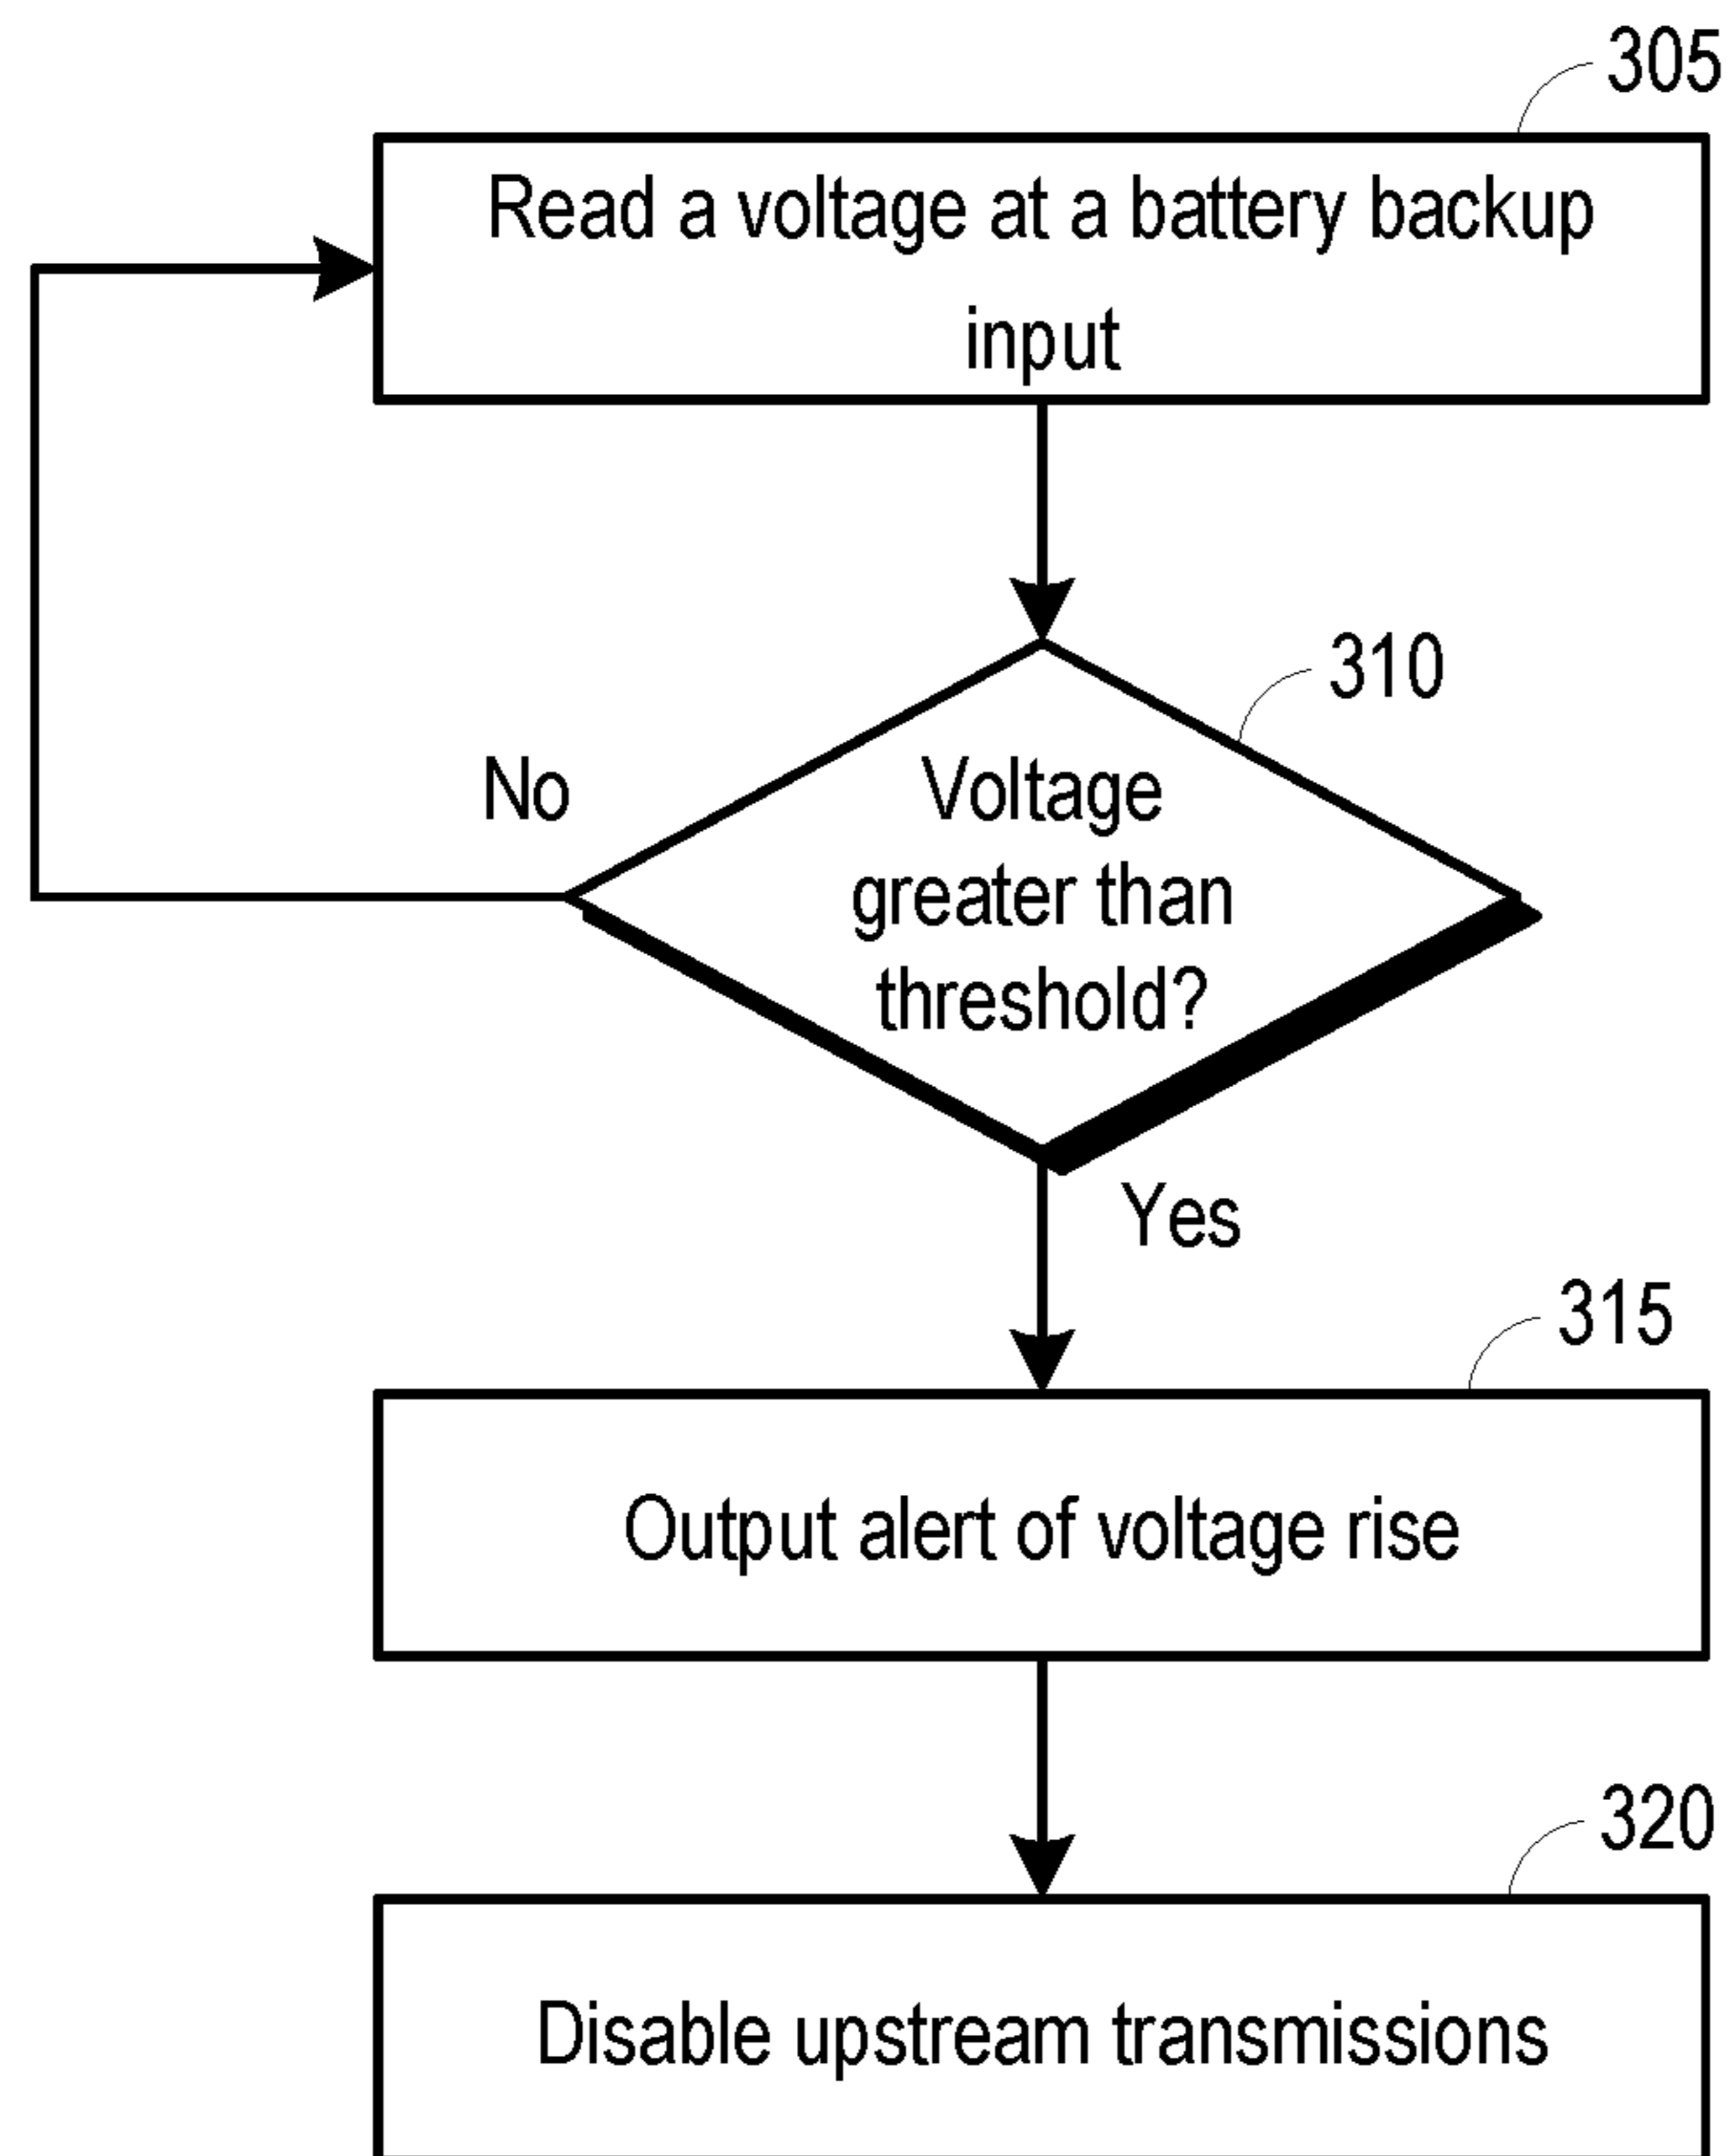 305
Read a voltage at a battery backup
input
310
No
Voltage
greater than
threshold?
Yes
315
Output alert of voltage rise
320
Disable upstream transmissions